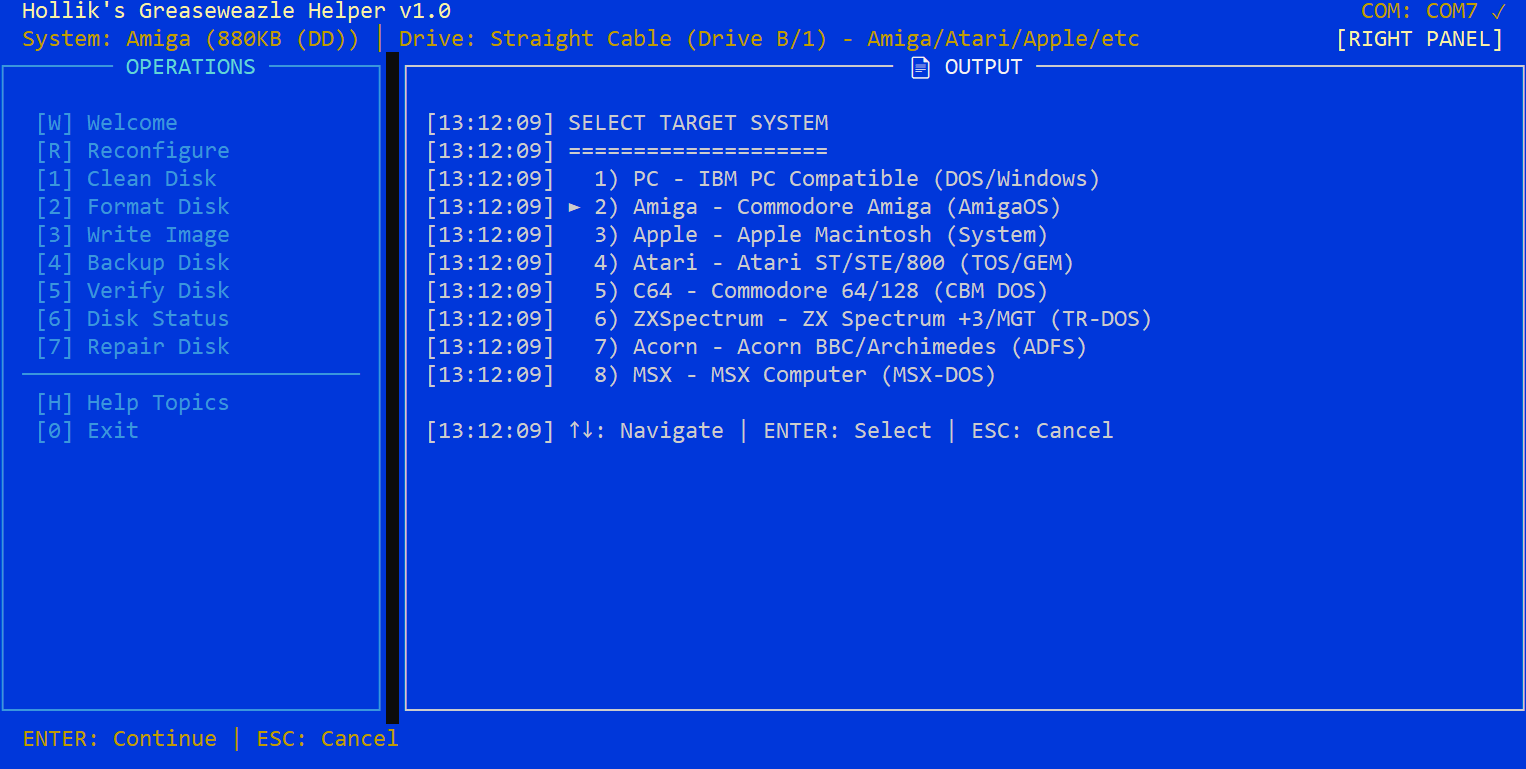 Hollik's Greaseweazle Helper v1.0 COM: COM7 ✓
System: Amiga (880KB (DD)) │ Drive: Straight Cable (Drive B/1) - Amiga/Atari/Apple/etc [RIGHT PANEL]
OPERATIONS
[W] Welcome
[R] Reconfigure
[1] Clean Disk
[2] Format Disk
[3] Write Image
[4] Backup Disk
[5] Verify Disk
[6] Disk Status
[7] Repair Disk
[H] Help Topics
[0] Exit
OUTPUT
[13:12:09] SELECT TARGET SYSTEM
[13:12:09] ====================
[13:12:09] 1) PC - IBM PC Compatible (DOS/Windows)
[13:12:09] ► 2) Amiga - Commodore Amiga (AmigaOS)
[13:12:09] 3) Apple - Apple Macintosh (System)
[13:12:09] 4) Atari - Atari ST/STE/800 (TOS/GEM)
[13:12:09] 5) C64 - Commodore 64/128 (CBM DOS)
[13:12:09] 6) ZXSpectrum - ZX Spectrum +3/MGT (TR-DOS)
[13:12:09] 7) Acorn - Acorn BBC/Archimedes (ADFS)
[13:12:09] 8) MSX - MSX Computer (MSX-DOS)
[13:12:09] ↑↓: Navigate | ENTER: Select | ESC: Cancel
ENTER: Continue │ ESC: Cancel